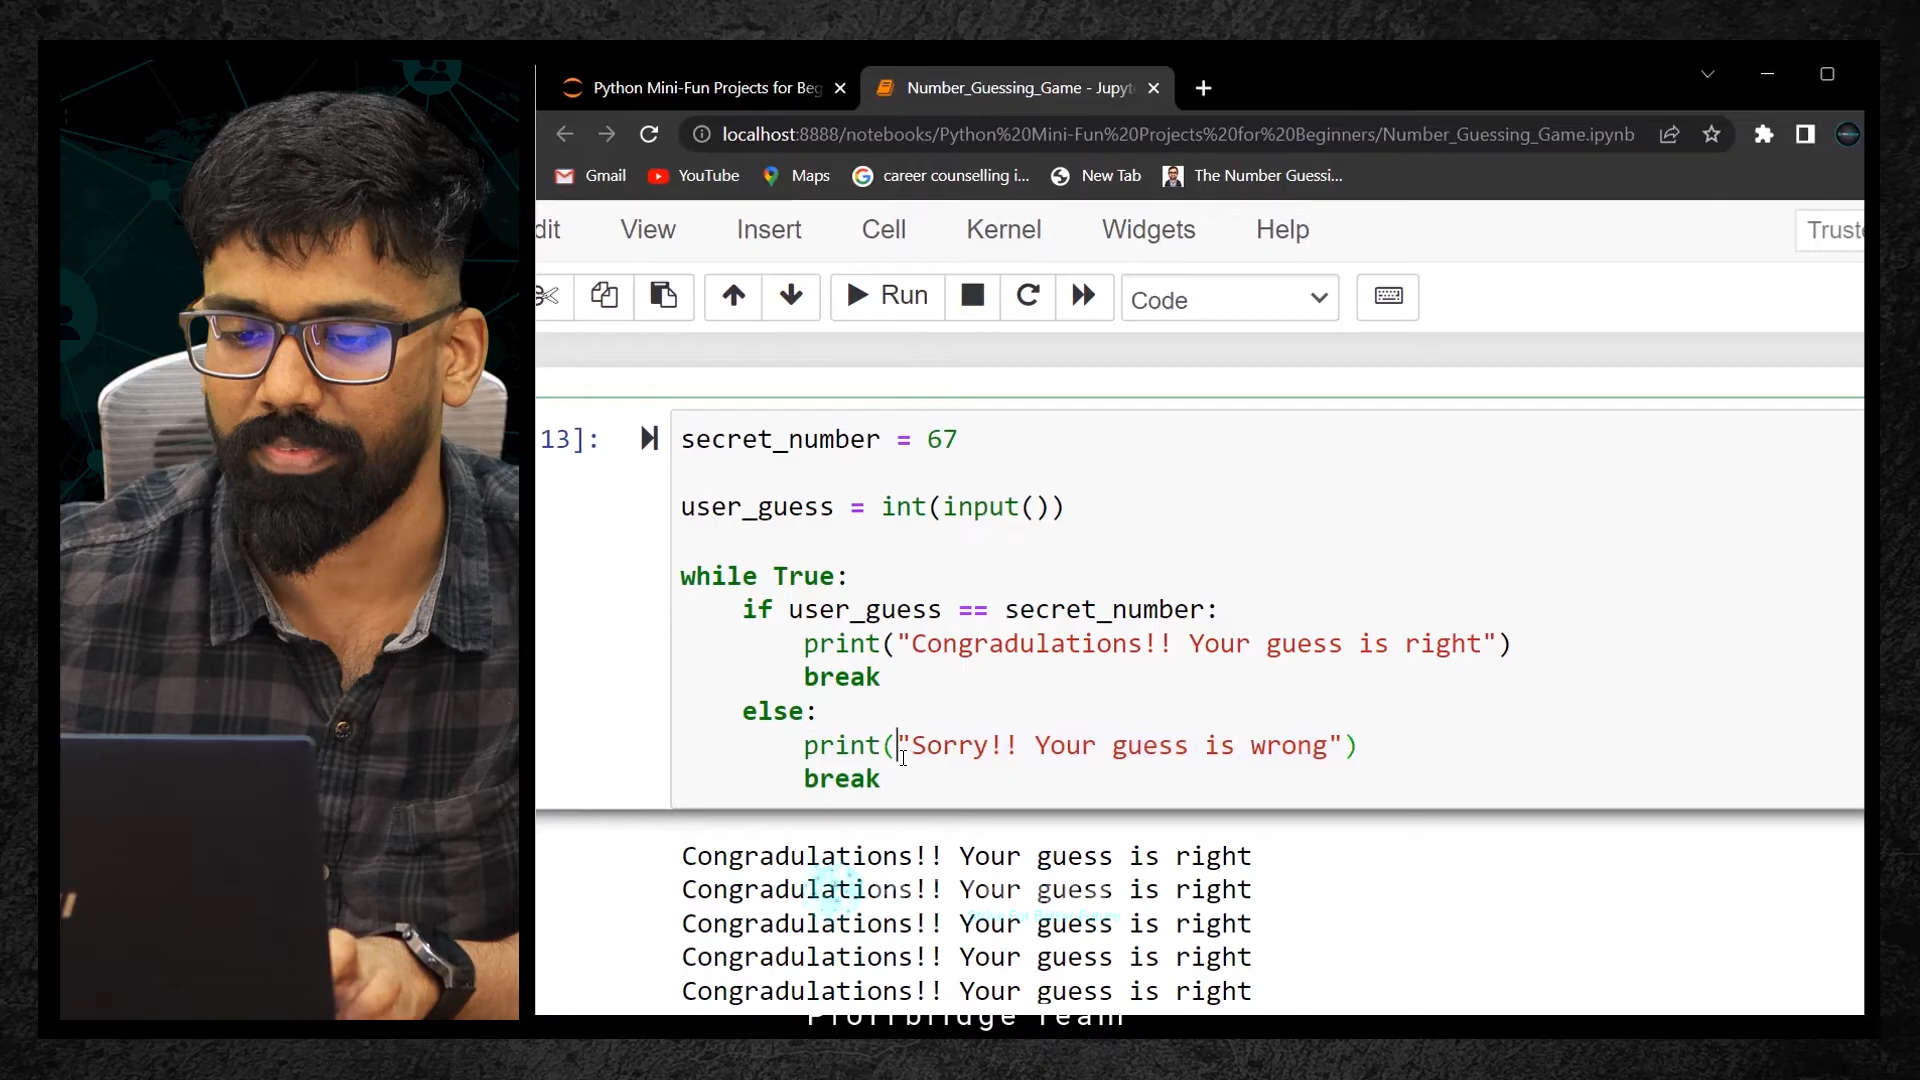 Python Mini-Fun Projects for Beg
Number_Guessing_Game - Jupyt
localhost:8888/notebooks/Python%20Mini-Fun%20Projects%20for%20Beginners/Number_Guessing_Game.ipynb
Gmail YouTube Maps career counselling i... New Tab The Number Guessi...
dit View Insert Cell Kernel Widgets Help Truste
Run Code
13]:
secret_number = 67
user_guess = int(input())
while True:
if user_guess == secret_number:
print("Congradulations!! Your guess is right")
break
else:
print("Sorry!! Your guess is wrong")
break
Congradulations!! Your guess is right
Congradulations!! Your guess is right
Congradulations!! Your guess is right
Congradulations!! Your guess is right
Congradulations!! Your guess is right
Team